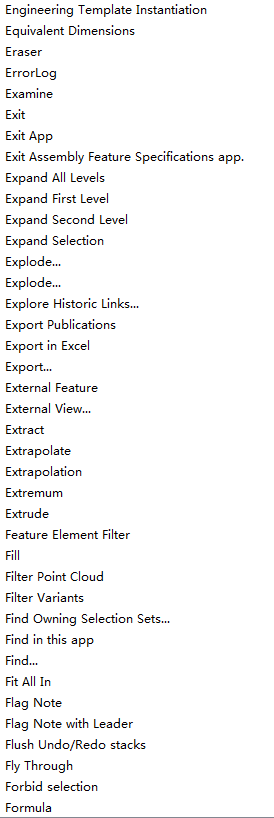 Engineering Template Instantiation
Equivalent Dimensions
Eraser
ErrorLog
Examine
Exit
Exit App
Exit Assembly Feature Specifications app.
Expand All Levels
Expand First Level
Expand Second Level
Expand Selection
Explode...
Explode...
Explore Historic Links...
Export Publications
Export in Excel
Export...
External Feature
External View...
Extract
Extrapolate
Extrapolation
Extremum
Extrude
Feature Element Filter
Fill
Filter Point Cloud
Filter Variants
Find Owning Selection Sets...
Find in this app
Find...
Fit All In
Flag Note
Flag Note with Leader
Flush Undo/Redo stacks
Fly Through
Forbid selection
Formula